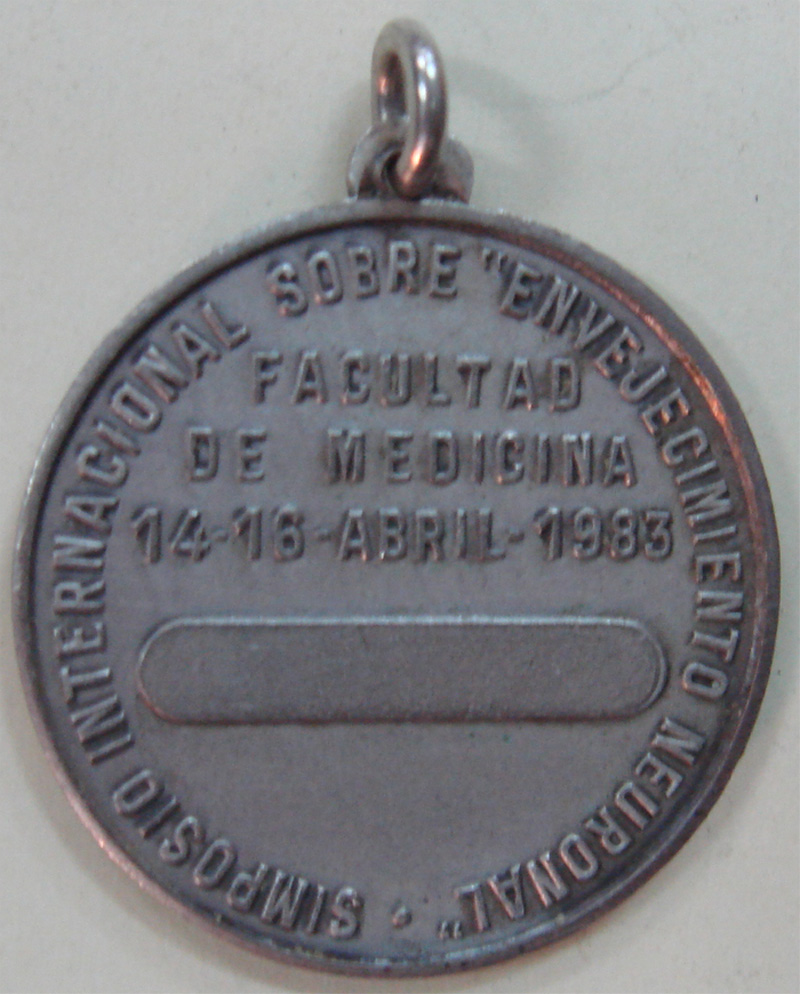 SIMPOSIO INTERNACIONAL SOBRE "ENVEJECIMIENTO NEURONAL"
FACULTAD
DE MEDICINA
14-16-ABRIL-1983